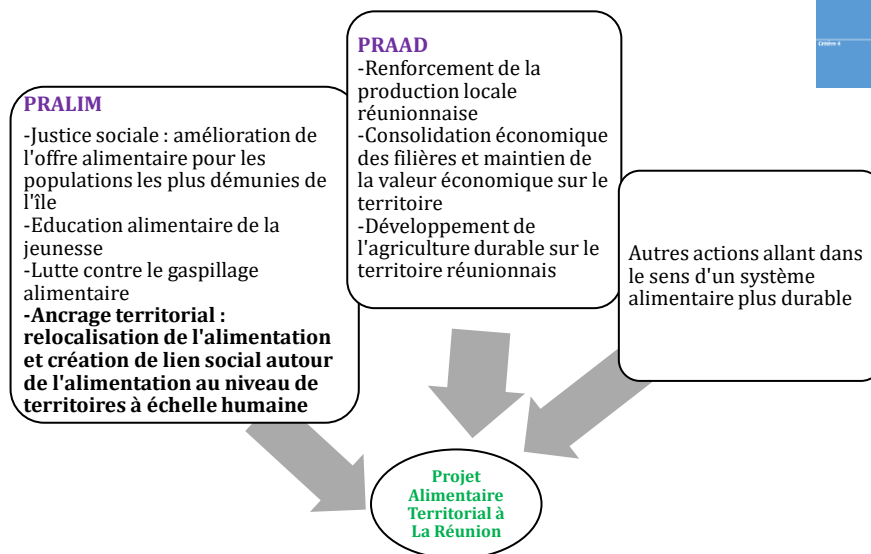 PRALIM
-Justice sociale : amélioration de
l'offre alimentaire pour les
populations les plus démunies de
l'île
-Education alimentaire de la
jeunesse
-Lutte contre le gaspillage
alimentaire
-Ancrage territorial :
relocalisation de l'alimentation
et création de lien social autour
de l'alimentation au niveau de
territoires à échelle humaine
PRAAD
-Renforcement de la
production locale
réunionnaise
-Consolidation économique
des filières et maintien de
la valeur économique sur le
territoire
-Développement de
l'agriculture durable sur le
territoire réunionnais
Autres actions allant dans
le sens d'un système
alimentaire plus durable
Projet
Alimentaire
Territorial à
La Réunion